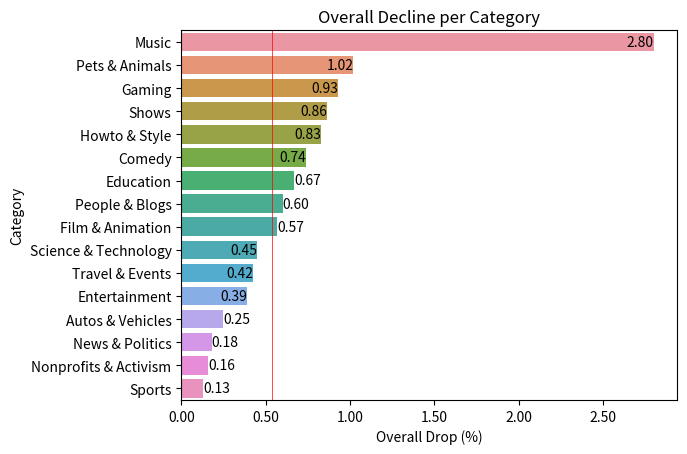 Overall Decline per Category
Category
Music 2.80
Pets & Animals 1.02
Gaming 0.93
Shows 0.86
Howto & Style 0.83
Comedy 0.74
Education 0.67
People & Blogs 0.60
Film & Animation 0.57
Science & Technology 0.45
Travel & Events 0.42
Entertainment 0.39
Autos & Vehicles 0.25
News & Politics 0.18
Nonprofits & Activism 0.16
Sports 0.13
0.00 0.50 1.00 1.50 2.00 2.50
Overall Drop (%)